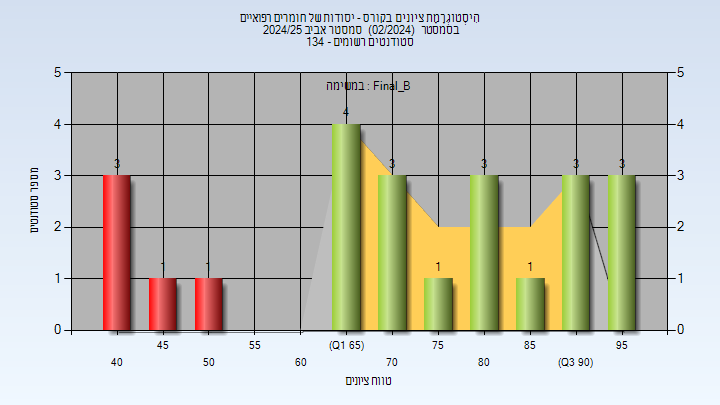 היסטוגרמת ציונים בקורס - יסודות של חומרים רפואיים
בסמסטר (02/2024) סמסטר אביב 2024/25
סטודנטים רשומים - 134
במשימה : Final_B
מספר סטודנטים
5 5
4 4
3 3
2 2
1 1
0 0
3 1 1 4 3 1 3 1 3 3
40 45 50 55 60 (Q1 65) 70 75 80 85 (Q3 90) 95
טווח ציונים